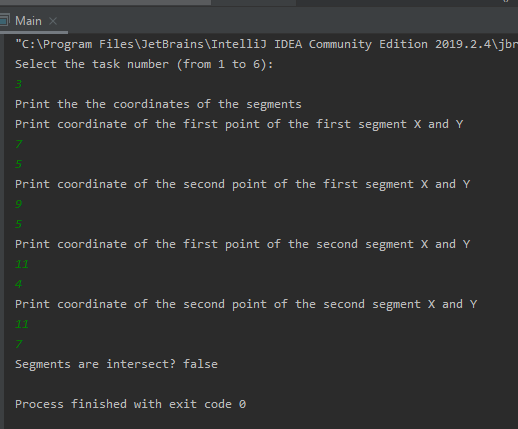 Main
"C:\Program Files\JetBrains\IntelliJ IDEA Community Edition 2019.2.4\jbr
Select the task number (from 1 to 6):
3
Print the the coordinates of the segments
Print coordinate of the first point of the first segment X and Y
7
5
Print coordinate of the second point of the first segment X and Y
9
5
Print coordinate of the first point of the second segment X and Y
11
4
Print coordinate of the second point of the second segment X and Y
11
7
Segments are intersect? false
Process finished with exit code 0